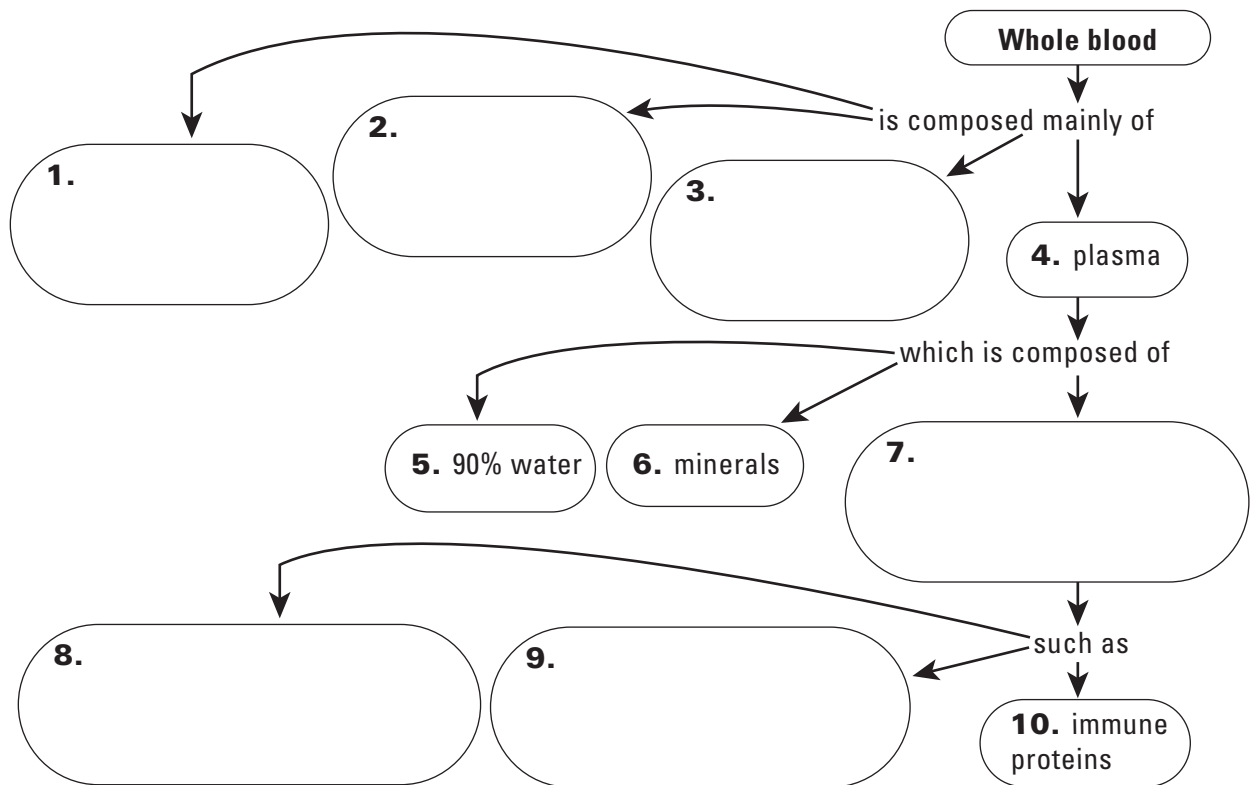 Whole blood
is composed mainly of
1.
2.
3.
4. plasma
which is composed of
5. 90% water
6. minerals
7.
such as
8.
9.
10. immune
proteins